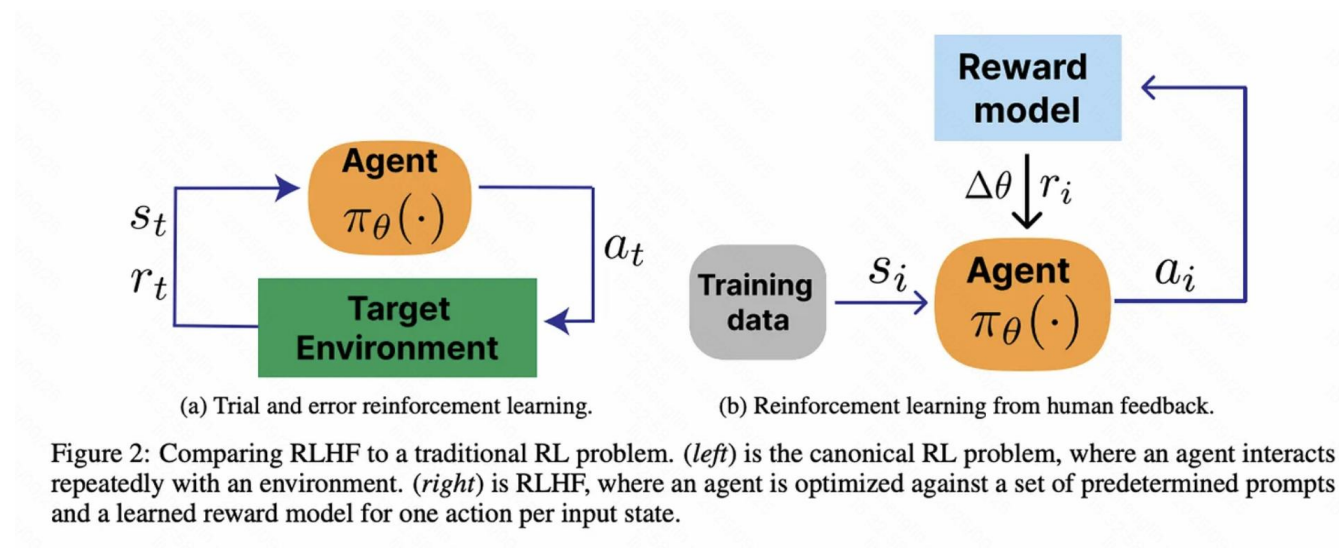 Agent
π_θ(·)
s_t
r_t
a_t
Target
Environment
(a) Trial and error reinforcement learning.
Reward
model
Δθ r_i
Training
data
s_i
Agent
π_θ(·)
a_i
(b) Reinforcement learning from human feedback.
Figure 2: Comparing RLHF to a traditional RL problem. (left) is the canonical RL problem, where an agent interacts
repeatedly with an environment. (right) is RLHF, where an agent is optimized against a set of predetermined prompts
and a learned reward model for one action per input state.